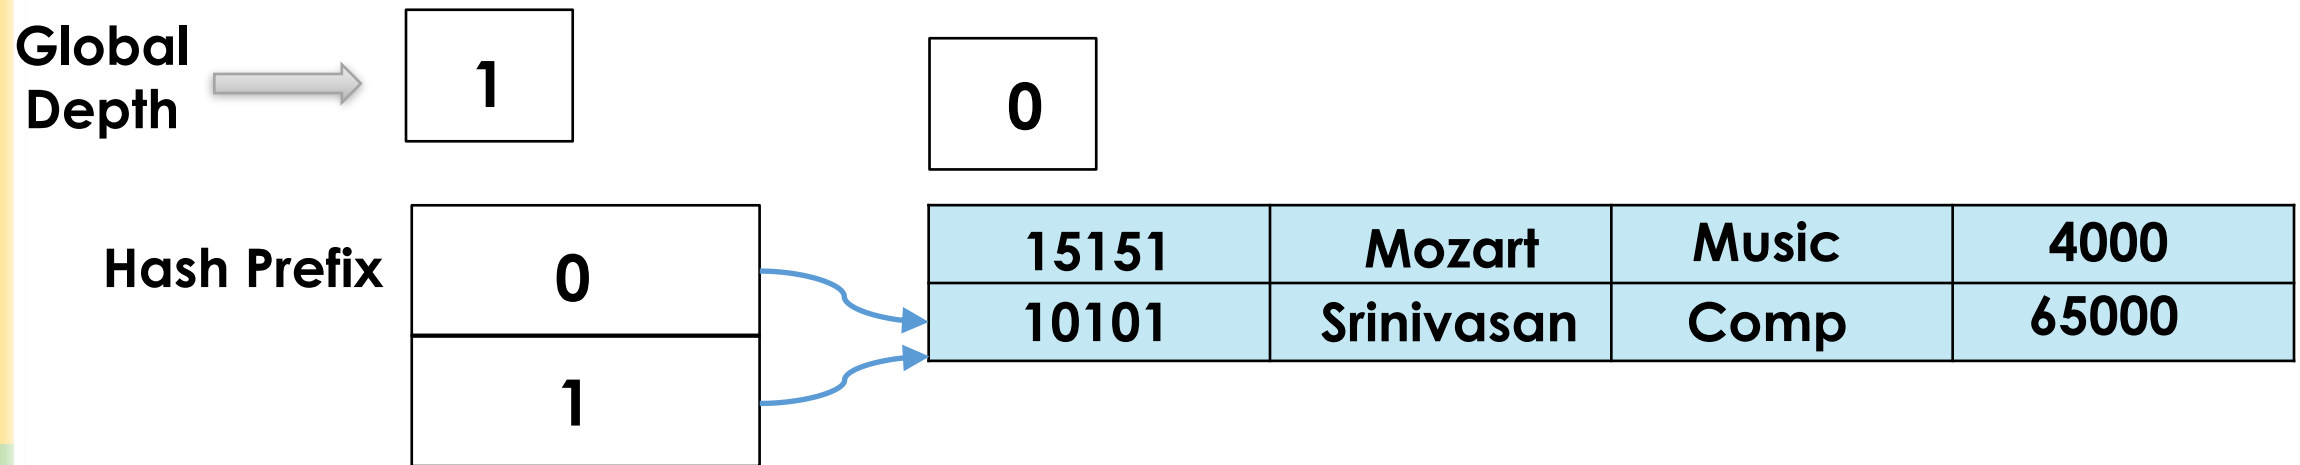 Global
Depth
1
0
Hash Prefix
0
1
15151 Mozart Music 4000
10101 Srinivasan Comp 65000